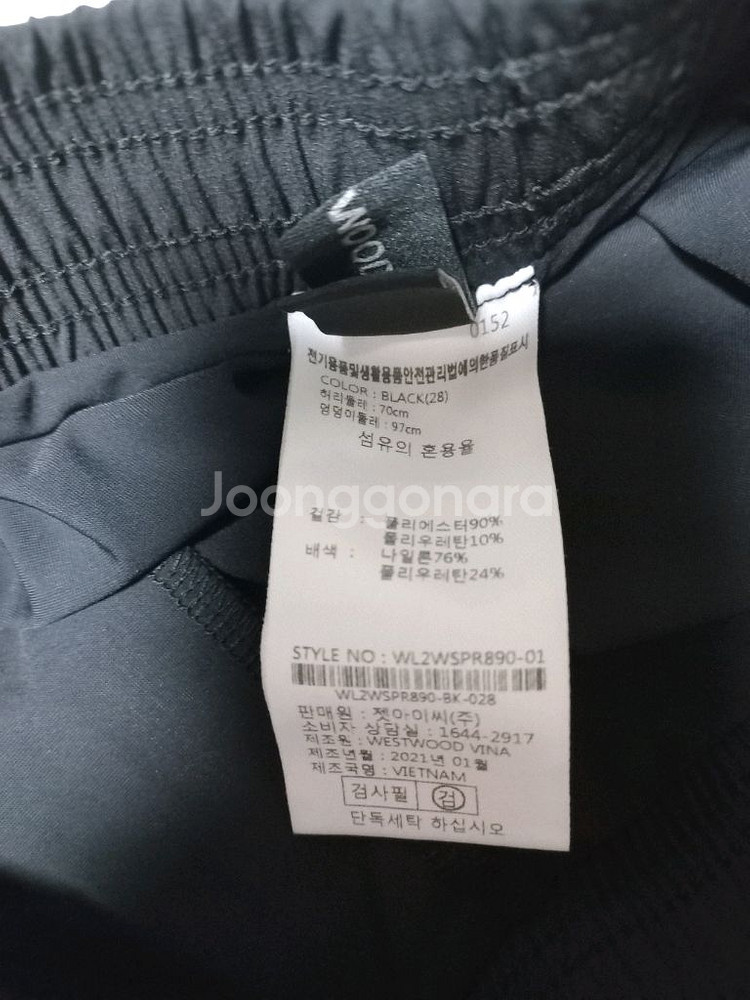 WOOD
0152
전기용품및생활용품안전관리법에의한품질표시
COLOR : BLACK(28)
허리둘레 : 70cm
엉덩이둘레 : 97cm
섬유의 혼용율
Joonggonara
겉감 : 폴리에스터90%
폴리우레탄10%
배색 : 나일론76%
폴리우레탄24%
STYLE NO : WL2WSPR890-01
WL2WSPR890-BK-028
판매원 : 젯아이씨(주)
소비자 상담실 : 1644-2917
제조원 : WESTWOOD VINA
제조년월 : 2021년 01월
제조국명 : VIETNAM
검사필 검
단독세탁 하십시오